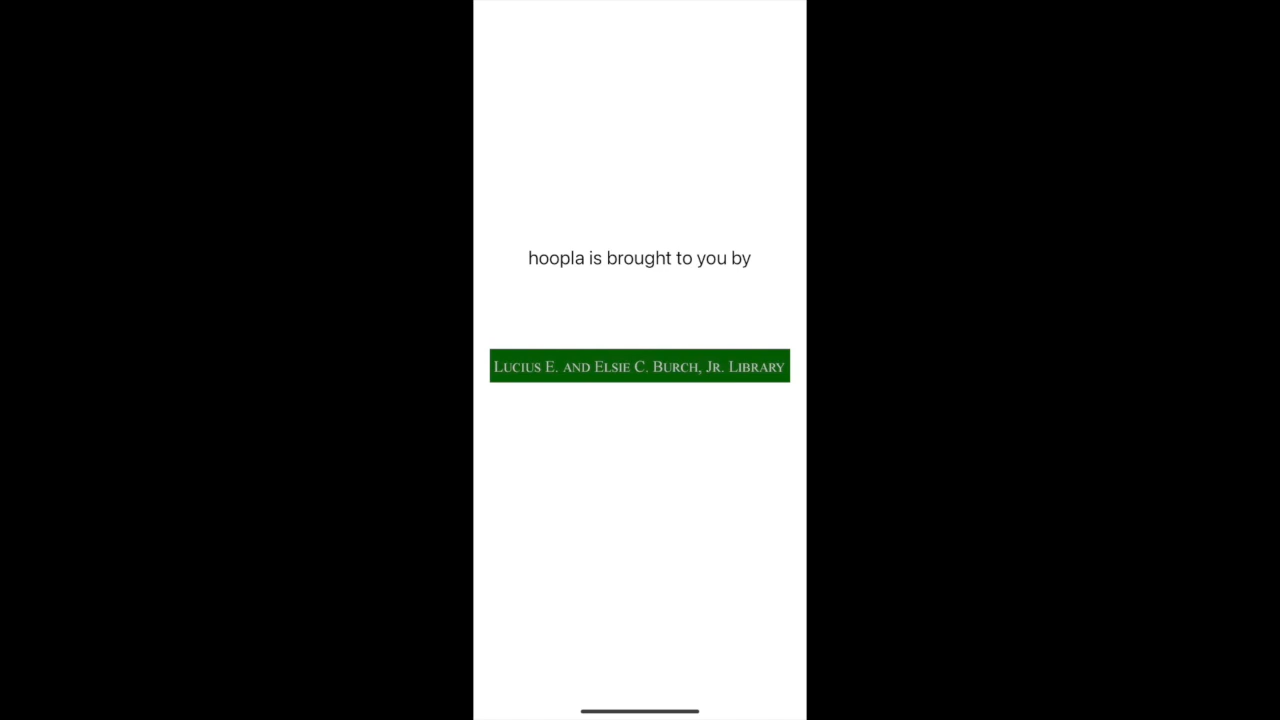 hoopla is brought to you by
LUCIUS E. AND ELSIE C. BURCH, JR. LIBRARY